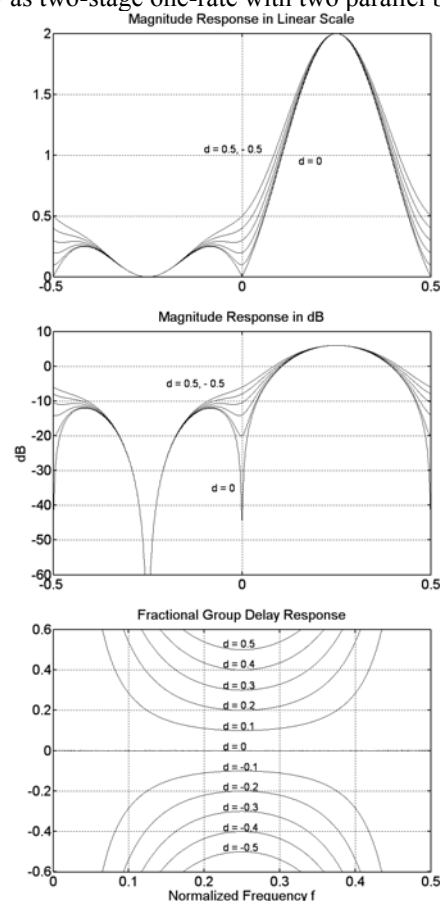 as two-stage one-rate with two parallel
Magnitude Response in Linear Scale
2
1.5
d = 0.5, - 0.5
1
d = 0
0.5
0
-0.5 0 0.5
Magnitude Response in dB
10
0
d = 0.5, - 0.5
-10
-20
dB
-30
d = 0
-40
-50
-60
-0.5 0 0.5
Fractional Group Delay Response
0.6
d = 0.5
0.4
d = 0.4
d = 0.3
0.2
d = 0.2
d = 0.1
0
d = 0
d = -0.1
-0.2
d = -0.2
d = -0.3
-0.4
d = -0.4
d = -0.5
-0.6
0 0.1 0.2 0.3 0.4 0.5
Normalized Frequency f